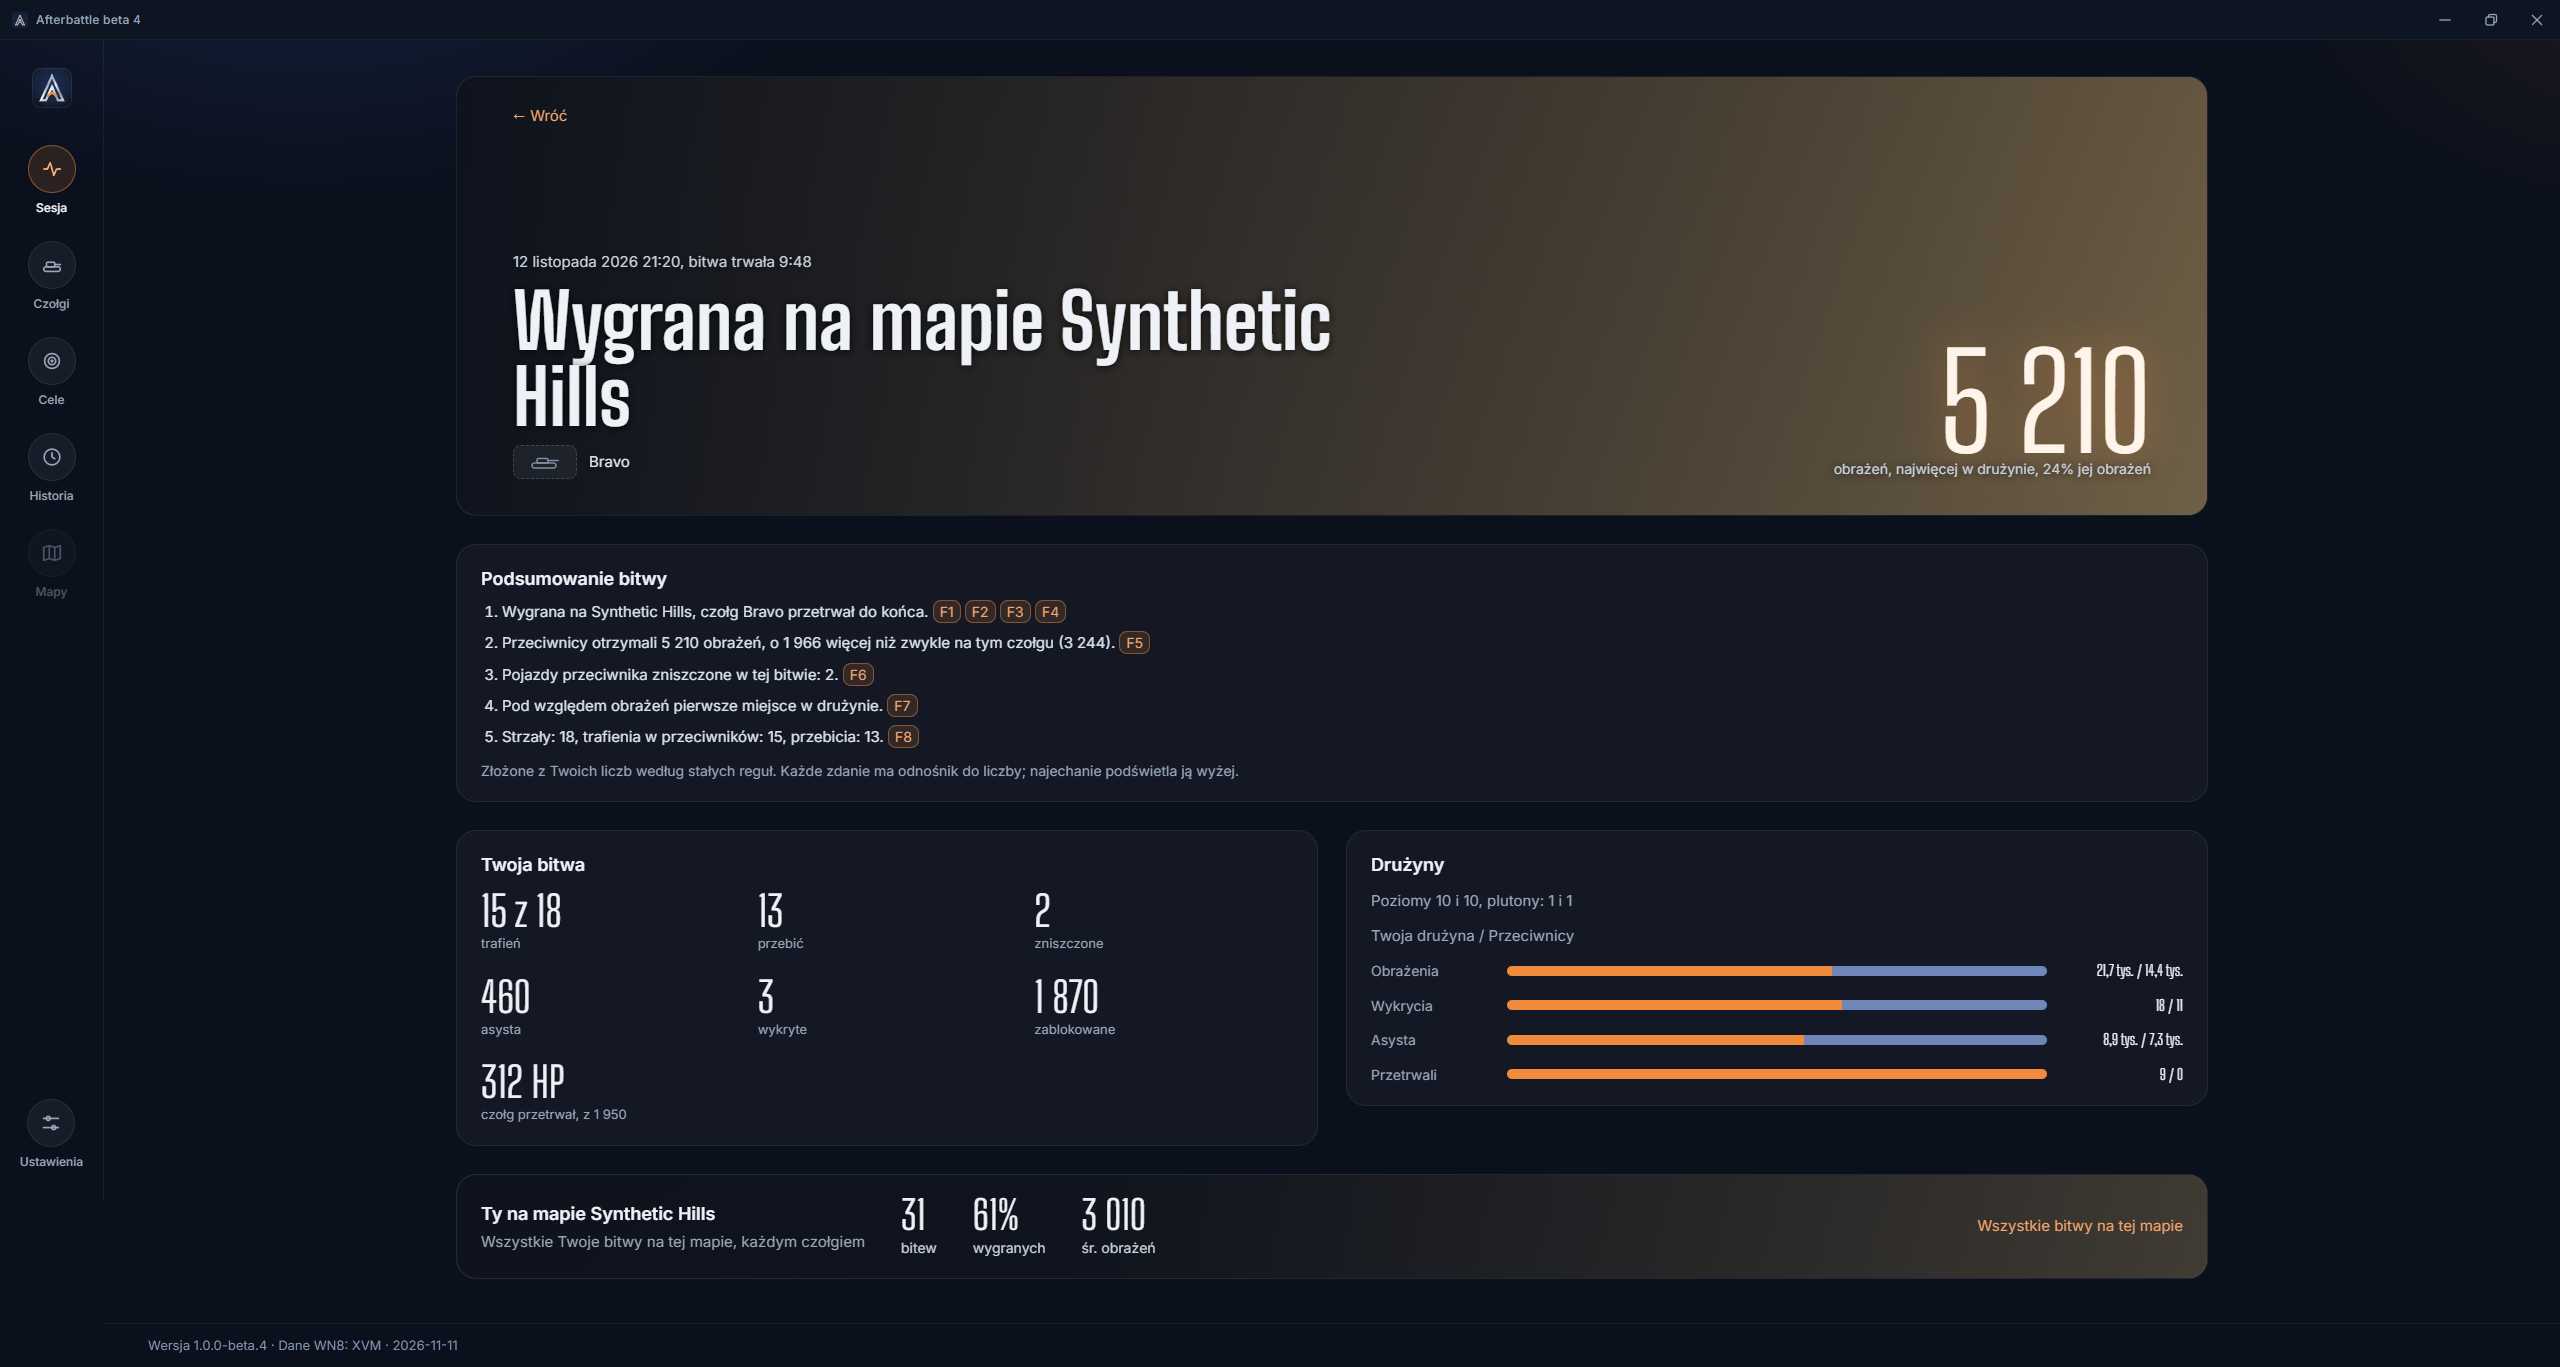 Afterbattle beta 4
Sesja
Czołgi
Cele
Historia
Mapy
Ustawienia
← Wróć
12 listopada 2026 21:20, bitwa trwała 9:48
Wygrana na mapie Synthetic
Hills
Bravo
5 210
obrażeń, najwięcej w drużynie, 24% jej obrażeń
Podsumowanie bitwy
1. Wygrana na Synthetic Hills, czołg Bravo przetrwał do końca. F1 F2 F3 F4
2. Przeciwnicy otrzymali 5 210 obrażeń, o 1 966 więcej niż zwykle na tym czołgu (3 244). F5
3. Pojazdy przeciwnika zniszczone w tej bitwie: 2. F6
4. Pod względem obrażeń pierwsze miejsce w drużynie. F7
5. Strzały: 18, trafienia w przeciwników: 15, przebicia: 13. F8
Złożone z Twoich liczb według stałych reguł. Każde zdanie ma odnośnik do liczby; najechanie podświetla ją wyżej.
Twoja bitwa
15 z 18
trafień
13
przebić
2
zniszczone
460
asysta
3
wykryte
1 870
zablokowane
312 HP
czołg przetrwał, z 1 950
Drużyny
Poziomy 10 i 10, plutony: 1 i 1
Twoja drużyna / Przeciwnicy
Obrażenia 21,7 tys. / 14,4 tys.
Wykrycia 18 / 11
Asysta 8,9 tys. / 7,3 tys.
Przetrwali 9 / 0
Ty na mapie Synthetic Hills
Wszystkie Twoje bitwy na tej mapie, każdym czołgiem
31
bitew
61%
wygranych
3 010
śr. obrażeń
Wszystkie bitwy na tej mapie
Wersja 1.0.0-beta.4 · Dane WN8: XVM · 2026-11-11